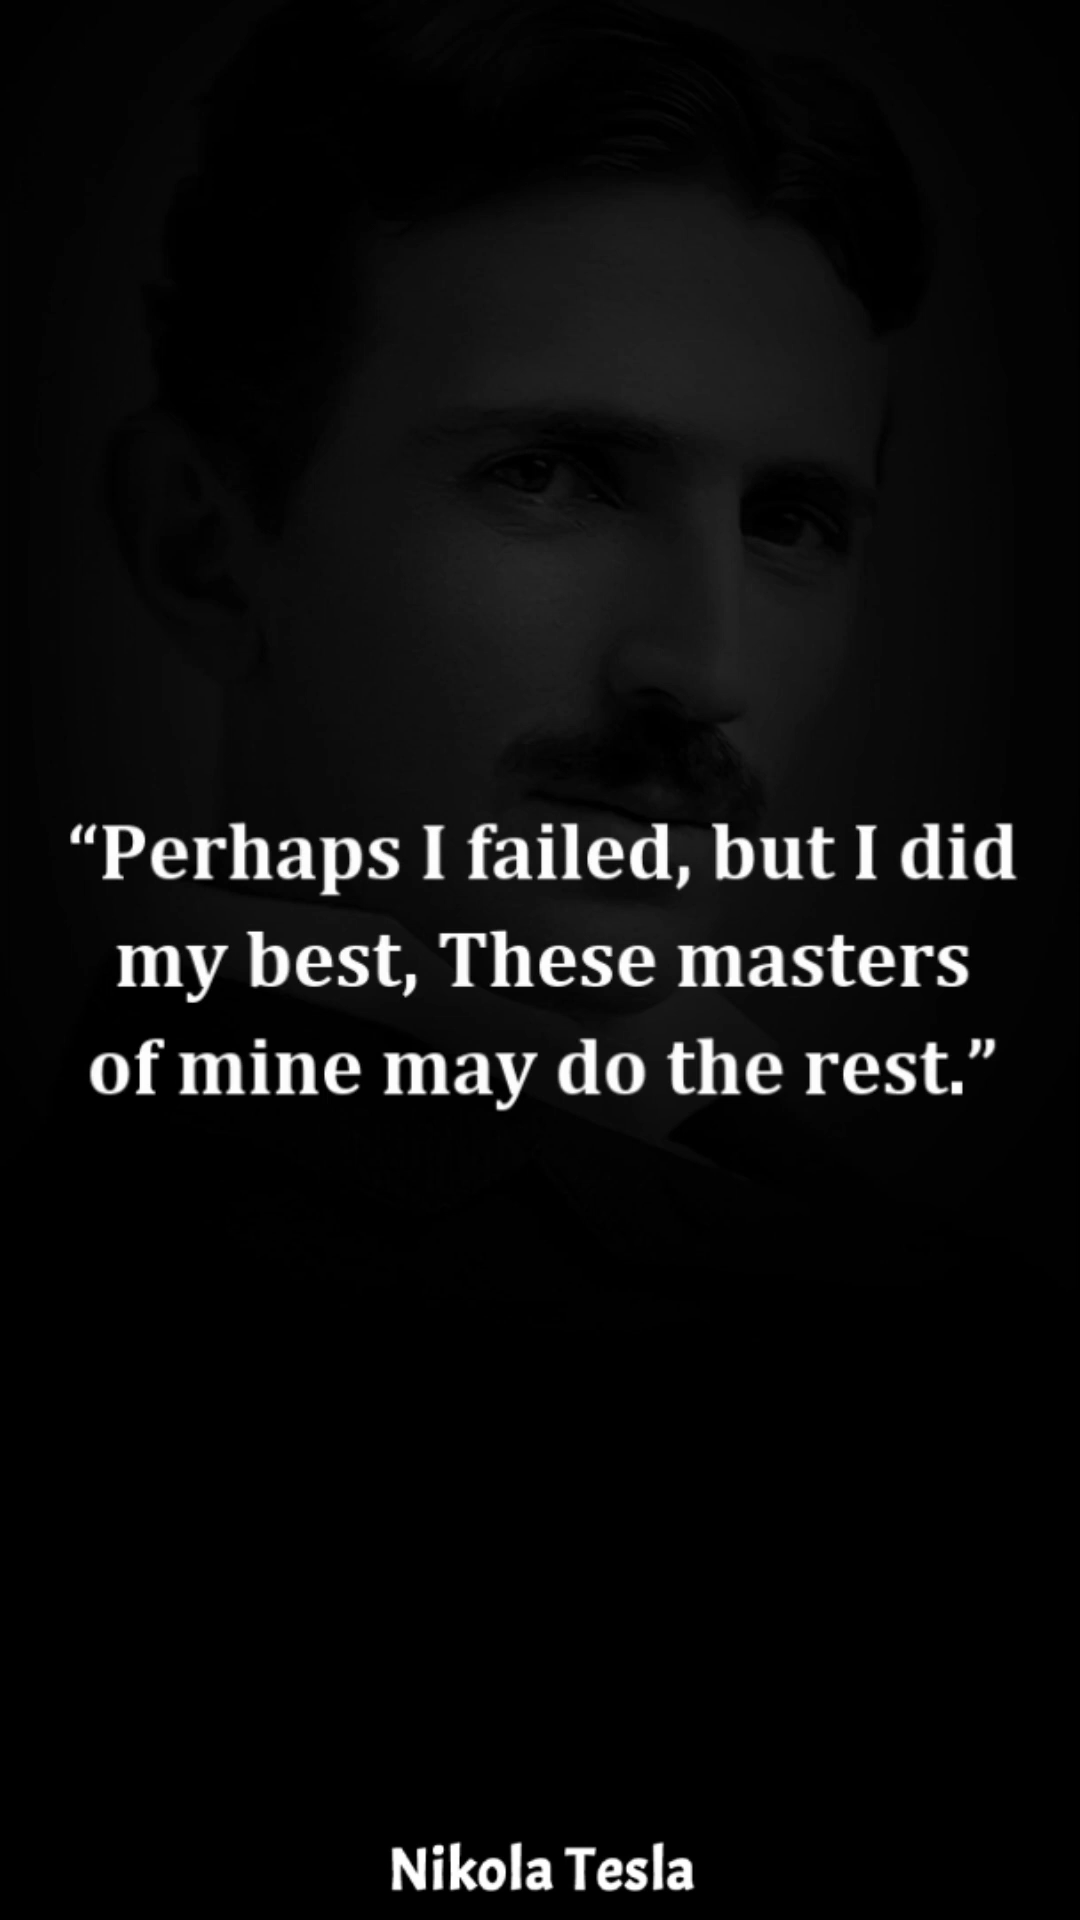 “Perhaps I failed, but I did
my best, These masters
of mine may do the rest.”
Nikola Tesla